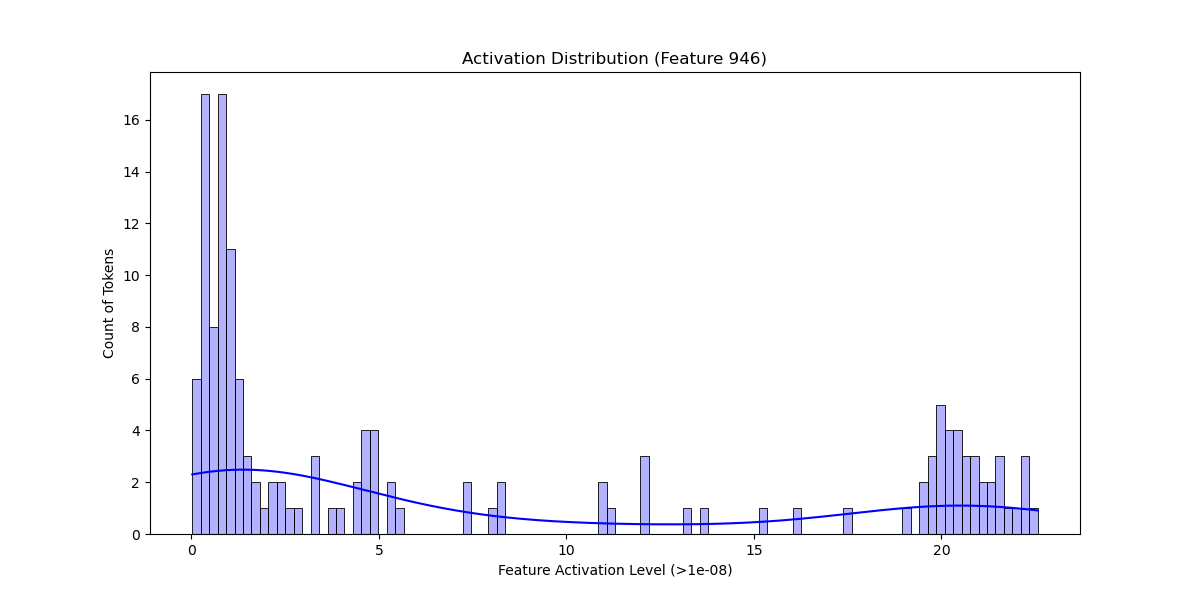 Activation Distribution (Feature 946)
Count of Tokens
16
14
12
10
8
6
4
2
0
0 5 10 15 20
Feature Activation Level (>1e-08)